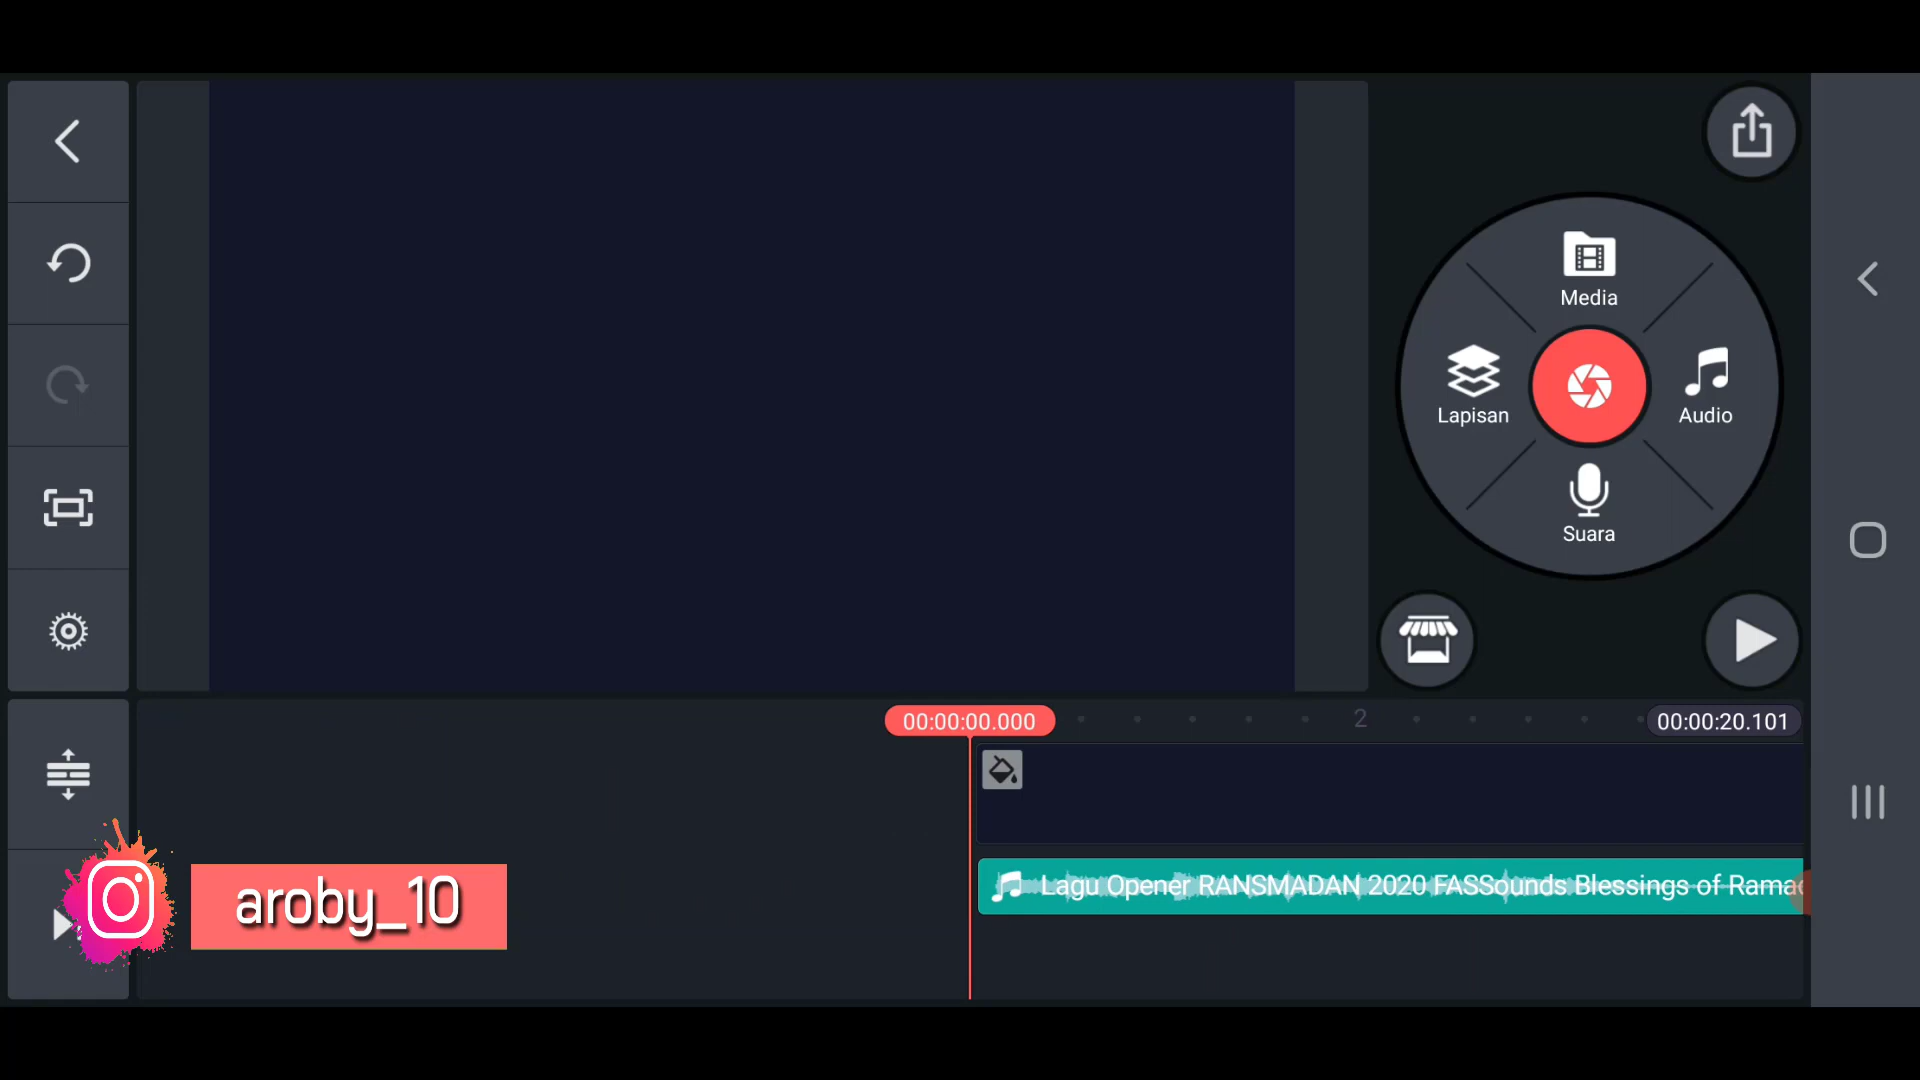 Media
Lapisan
Audio
Suara
00:00:00.000
2
00:00:20.101
Lagu Opener RANSMADAN 2020 FASSounds Blessings of Rama
aroby_10